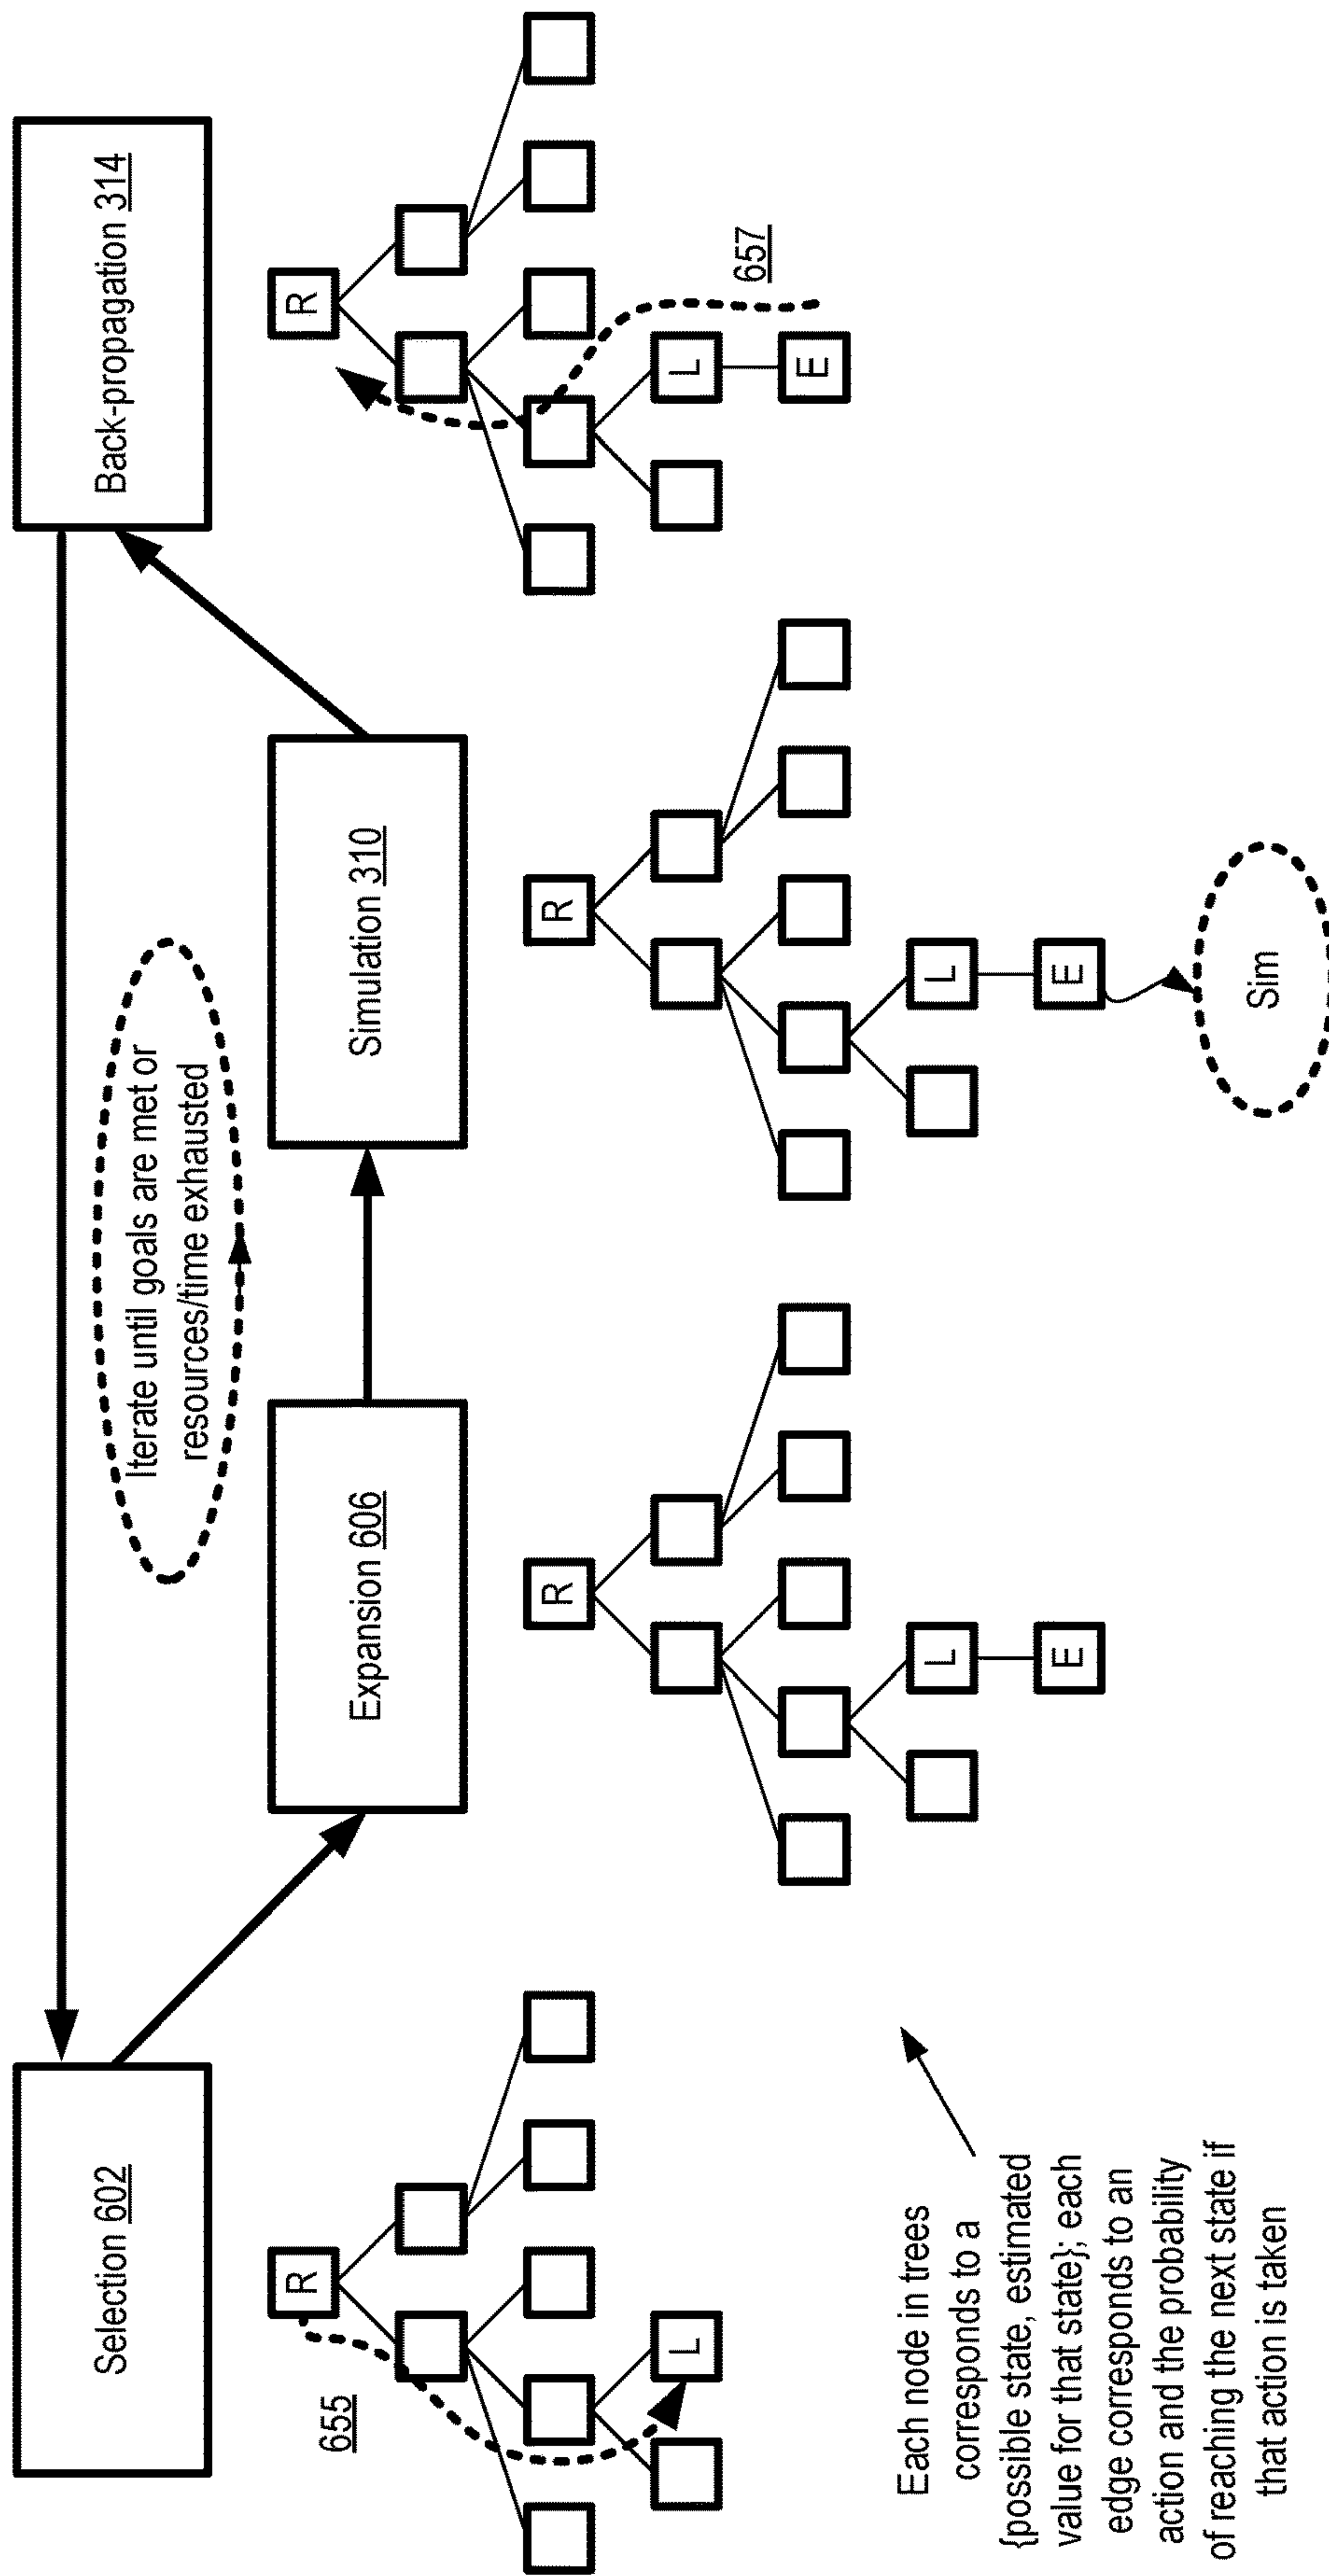 Selection 602
Back-propagation 314
Iterate until goals are met or
resources/time exhausted
Expansion 606
Simulation 310
R
655
L
R
L
E
R
L
E
Sim
R
L
E
657
Each node in trees
corresponds to a
{possible state, estimated
value for that state}; each
edge corresponds to an
action and the probability
of reaching the next state if
that action is taken